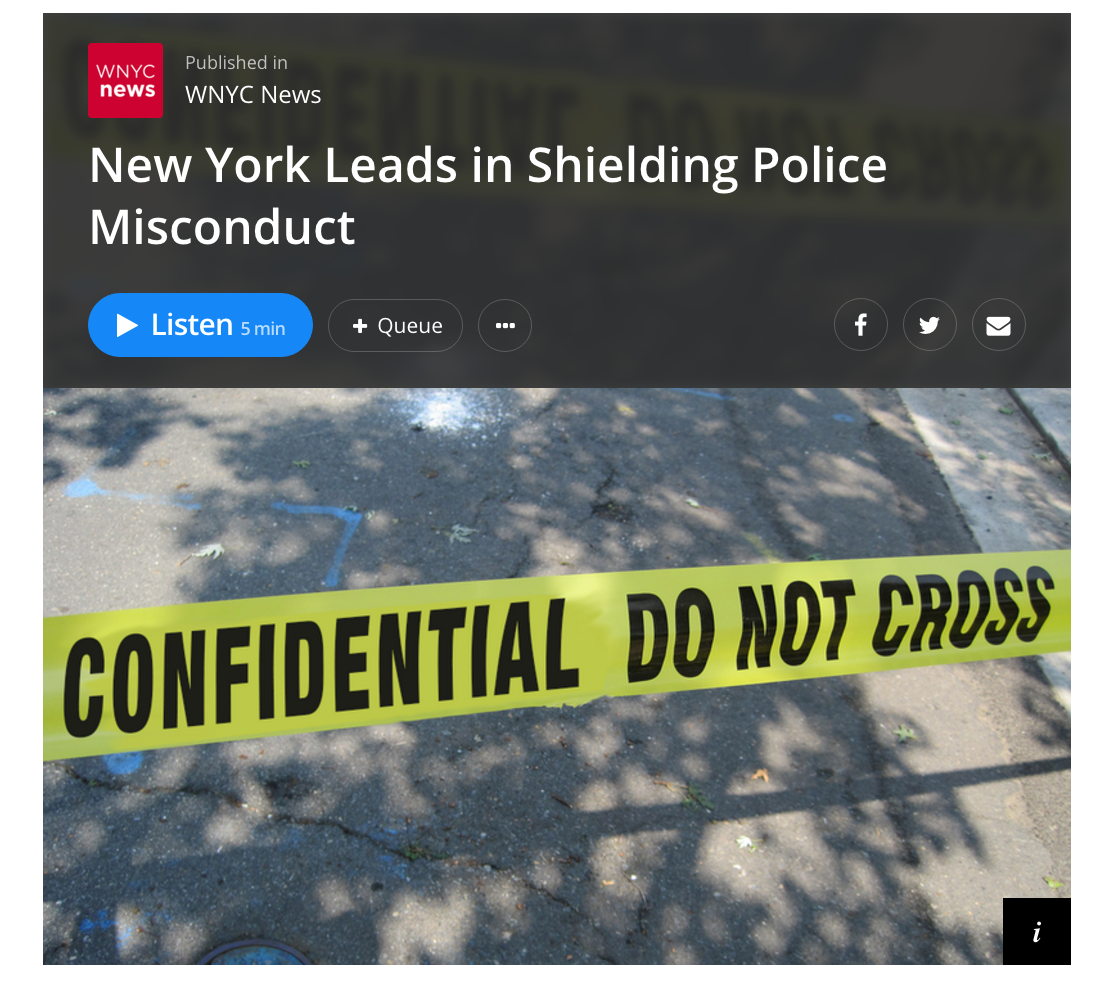 WNYC
news
Published in
WNYC News
New York Leads in Shielding Police
Misconduct
Listen 5 min
+ Queue
CONFIDENTIAL DO NOT CROSS
i